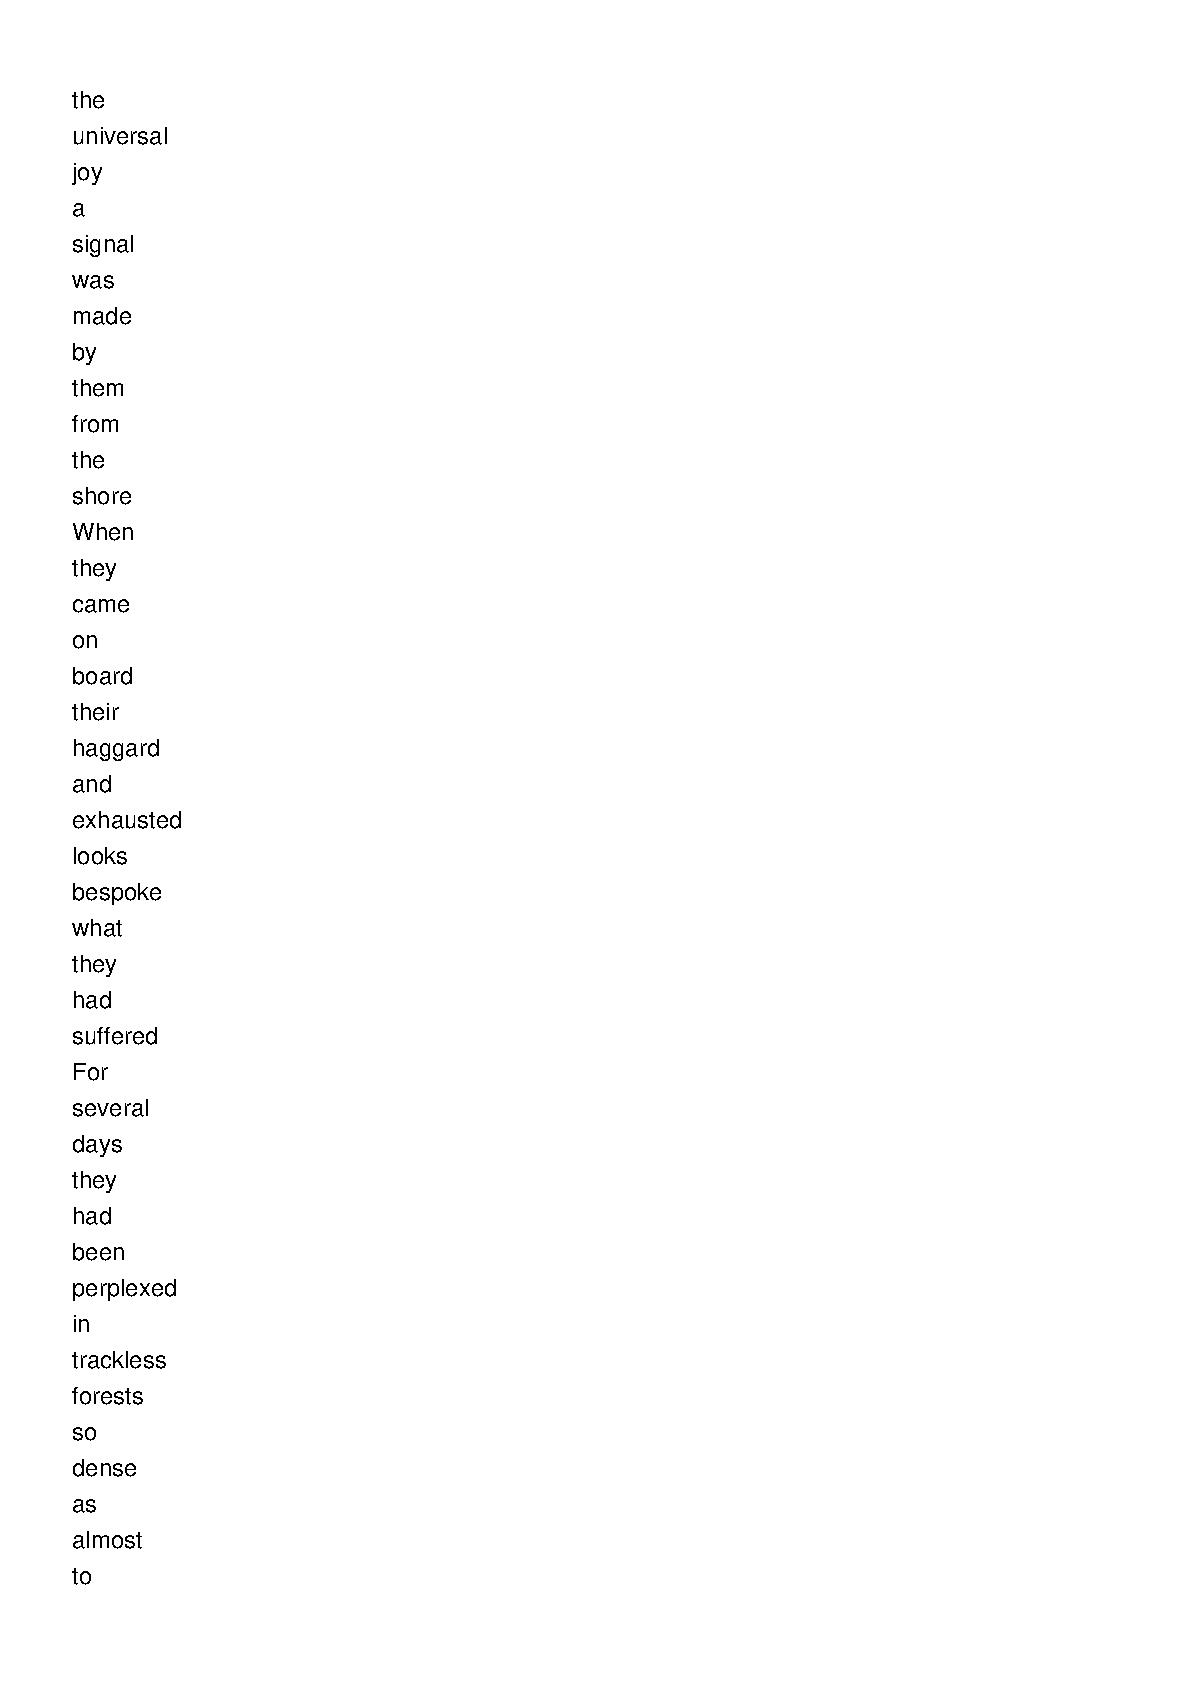 the
universal
joy
a
signal
was
made
by
them
from
the
shore
When
they
came
on
board
their
haggard
and
exhausted
looks
bespoke
what
they
had
suffered
For
several
days
they
had
been
perplexed
in
trackless
forests
so
dense
as
almost
to